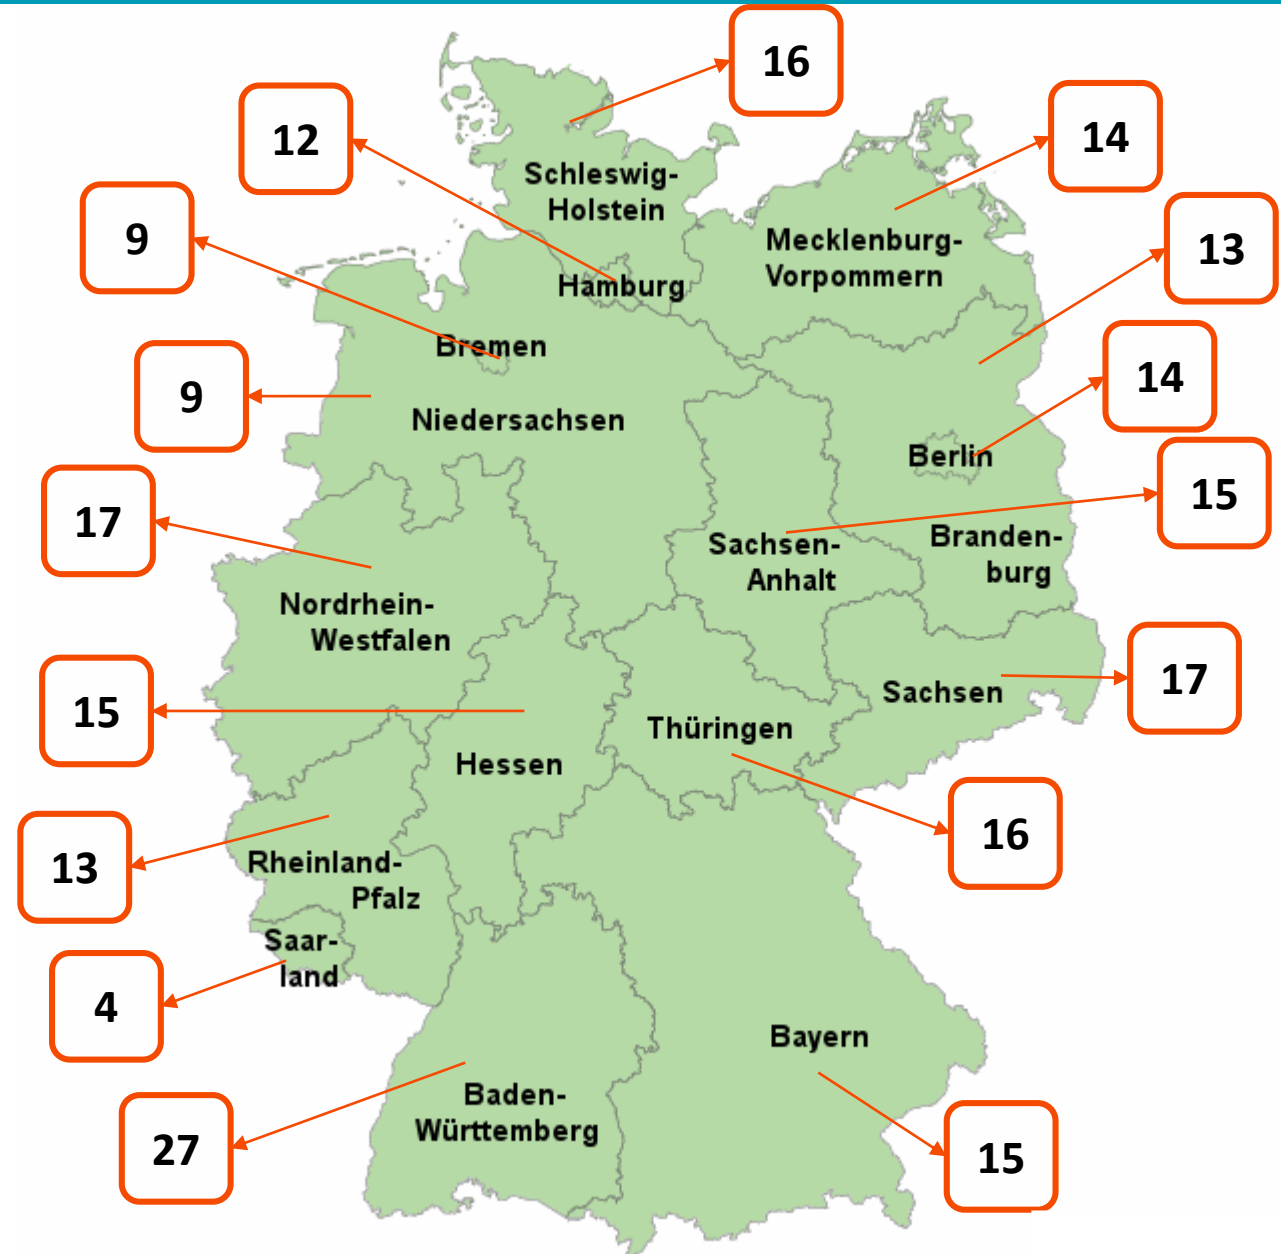 16
12
14
Schleswig-
Holstein
9
13
Mecklenburg-
Vorpommern
Hamburg
Bremen
14
9
Niedersachsen
Berlin
15
17
Sachsen-
Anhalt
Branden-
burg
Nordrhein-
Westfalen
17
Sachsen
15
Thüringen
Hessen
16
13
Rheinland-
Pfalz
Saar-
land
4
Bayern
Baden-
Württemberg
27
15